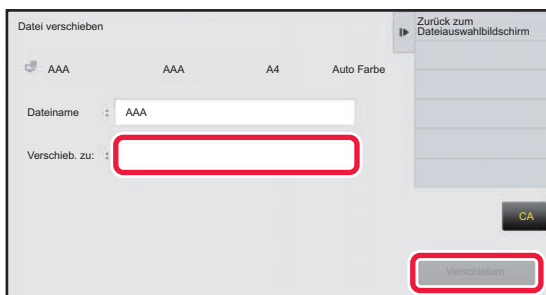 Datei verschieben
Zurück zum
Dateiauswahlbildschirm
AAA AAA A4 Auto Farbe
Dateiname : AAA
Verschieb. zu: :
CA
Verschieben